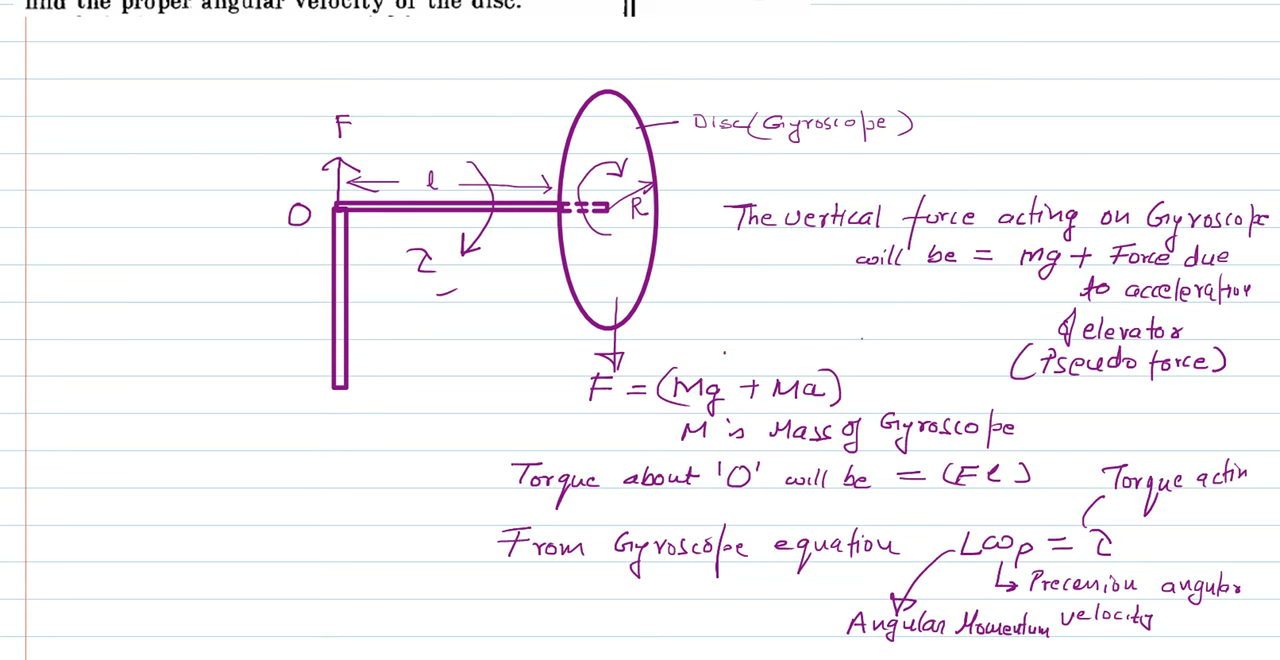 find the proper angular velocity of the disc.
F
Disc (Gyroscope)
l
O
R
τ
The vertical force acting on Gyroscope
will be = mg + Force due
to acceleration
of elevator
(Pseudo force)
F = (Mg + Ma)
M is Mass of Gyroscope
Torque about 'O' will be = (Fl)
Torque actin
From Gyroscope equation Lωp = τ
↳ Precession angular
velocity
Angular Momentum